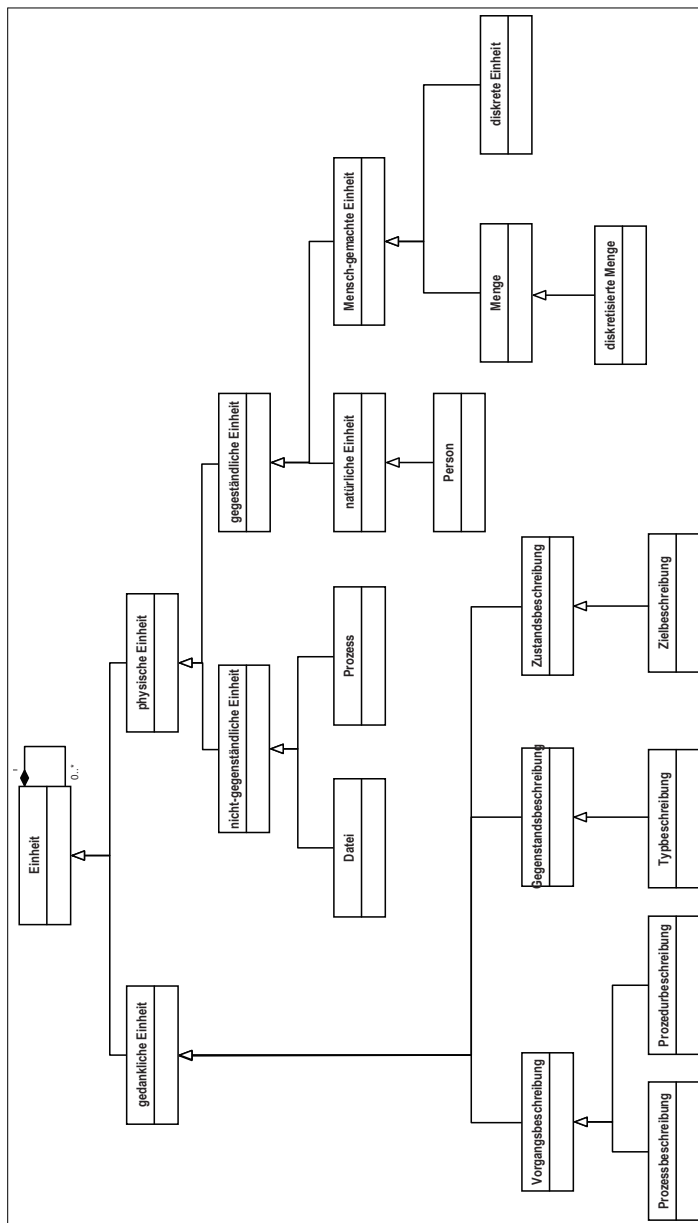 Einheit
1
0..*
gedankliche Einheit
physische Einheit
nicht-gegenständliche Einheit
gegeständliche Einheit
Datei
Prozess
natürliche Einheit
Mensch-gemachte Einheit
Person
Menge
diskrete Einheit
diskretisierte Menge
Vorgangsbeschreibung
Gegenstandsbeschreibung
Zustandsbeschreibung
Prozessbeschreibung
Prozedurbeschreibung
Typbeschreibung
Zielbeschreibung